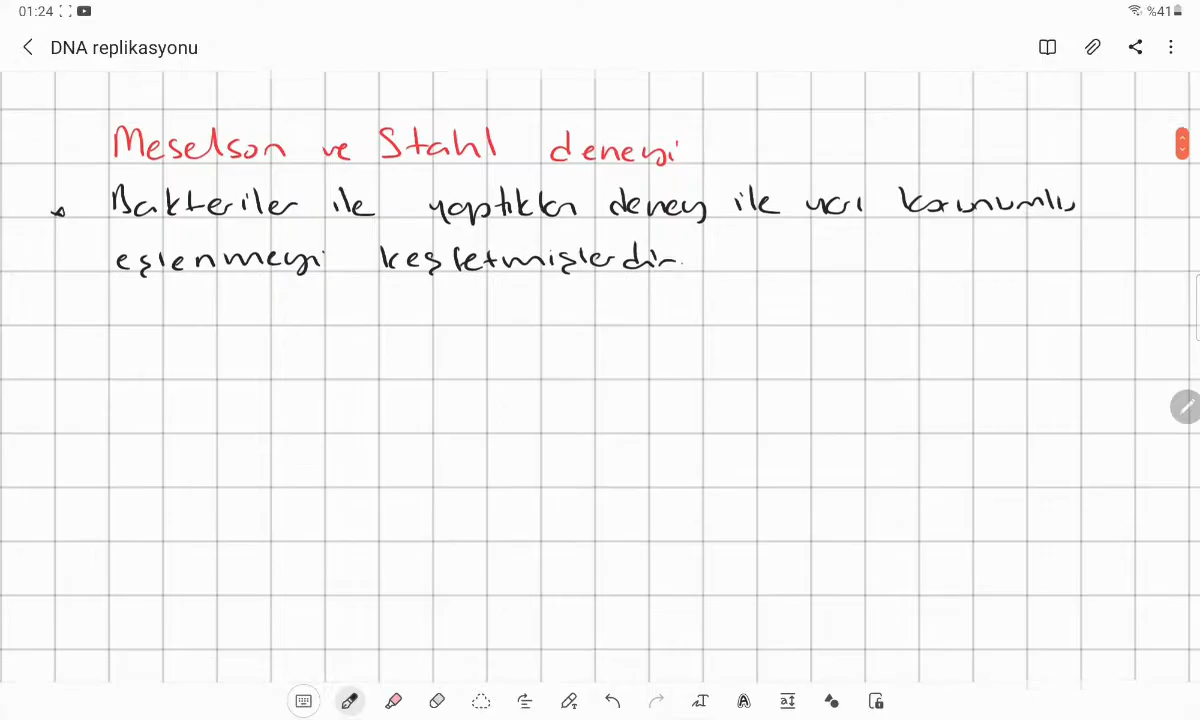 01:24 %41
DNA replikasyonu
Meselson ve Stahl deneyi
Bakteriler ile yaptıkları deney ile yarı korunumlu
eşlenmeyi keşfetmişlerdir.